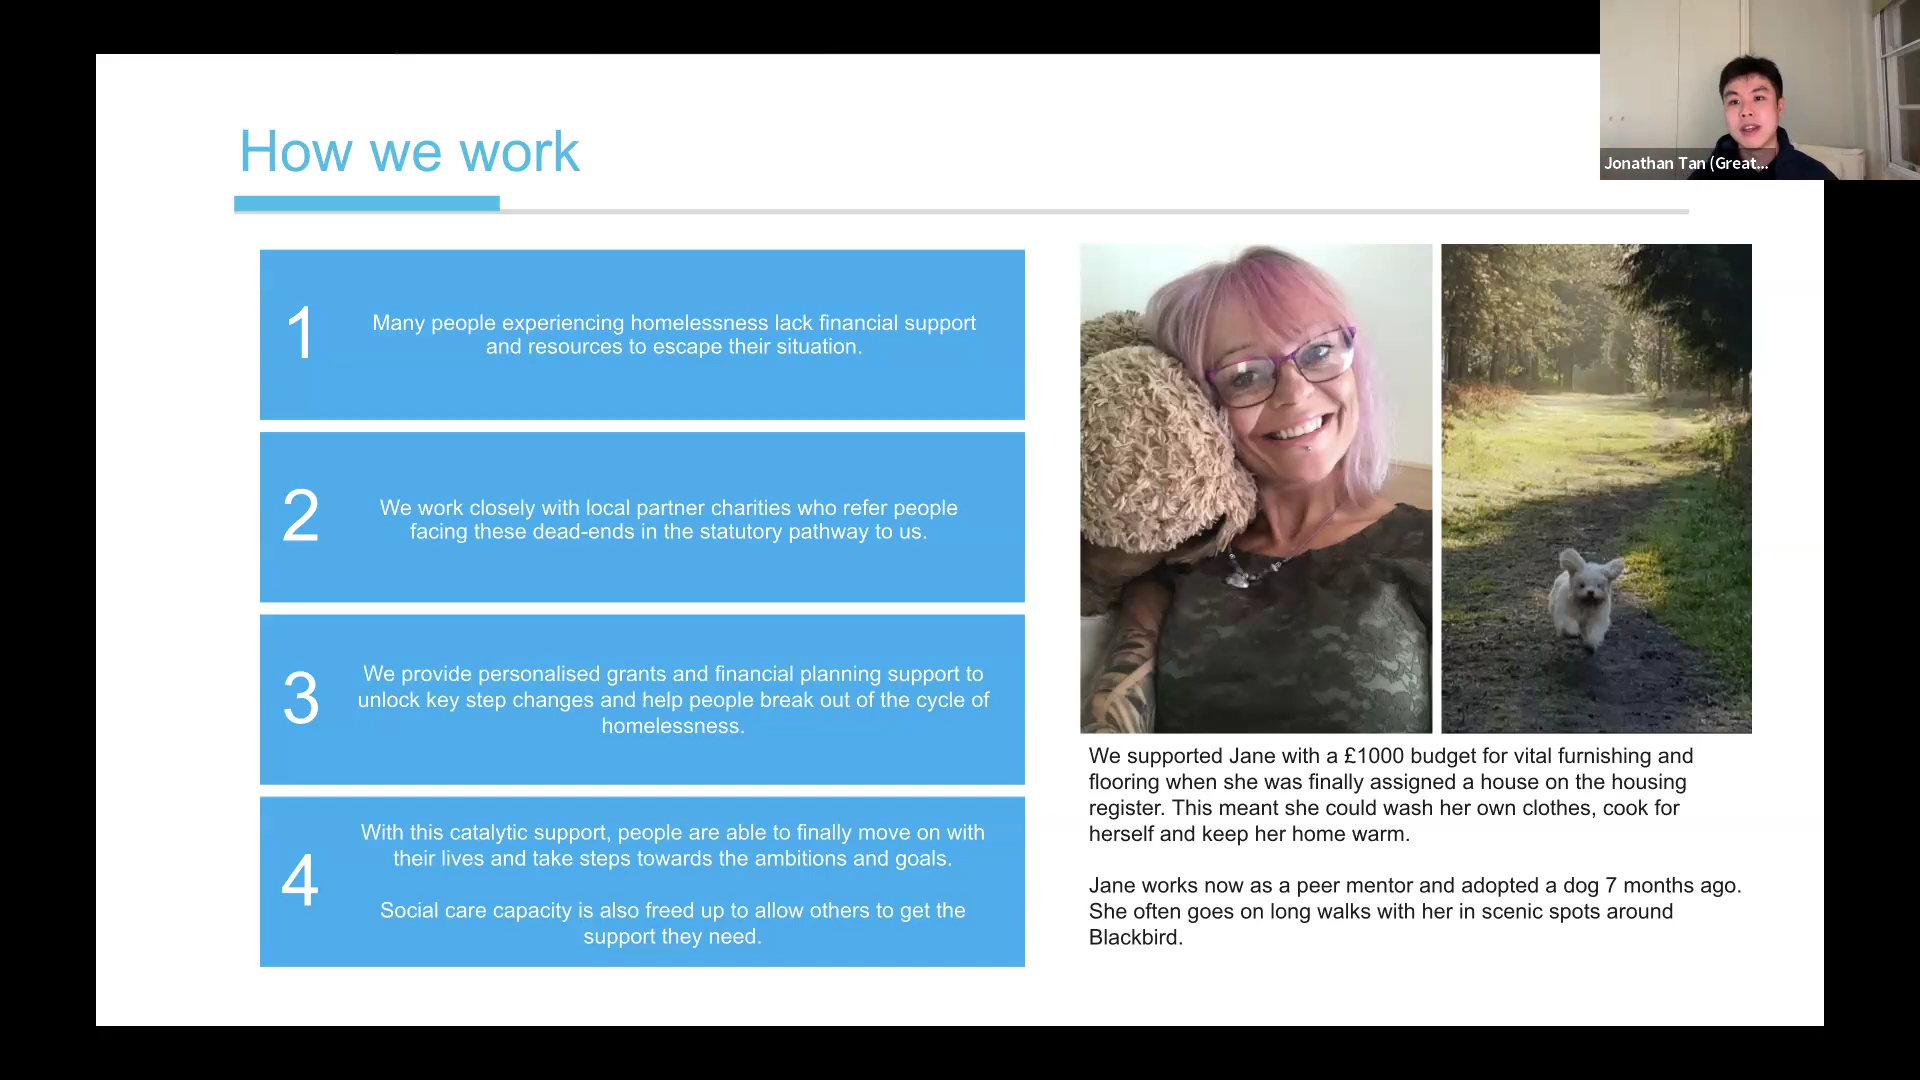 How we work
Jonathan Tan (Great...
1
Many people experiencing homelessness lack financial support
and resources to escape their situation.
2
We work closely with local partner charities who refer people
facing these dead-ends in the statutory pathway to us.
3
We provide personalised grants and financial planning support to
unlock key step changes and help people break out of the cycle of
homelessness.
4
With this catalytic support, people are able to finally move on with
their lives and take steps towards the ambitions and goals.
Social care capacity is also freed up to allow others to get the
support they need.
We supported Jane with a £1000 budget for vital furnishing and
flooring when she was finally assigned a house on the housing
register. This meant she could wash her own clothes, cook for
herself and keep her home warm.
Jane works now as a peer mentor and adopted a dog 7 months ago.
She often goes on long walks with her in scenic spots around
Blackbird.